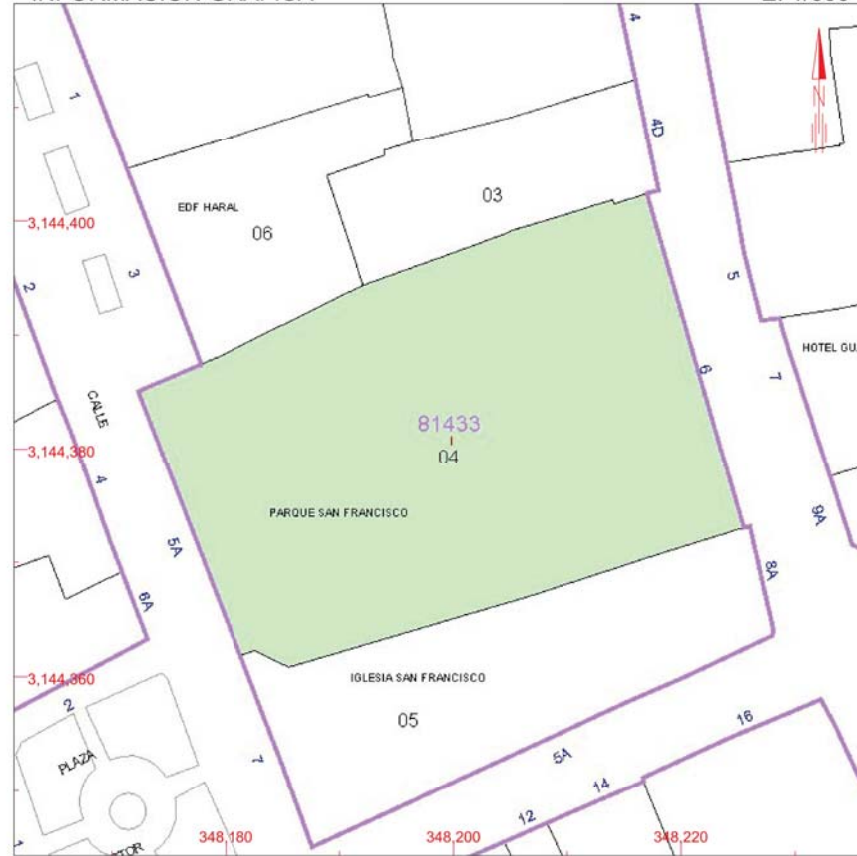 4
1
4D
N
EDF HARAL
03
06
3,144,400
3
5
2
HOTEL GU
6
7
CALLE
81433
04
3,144,380
4
PARQUE SAN FRANCISCO
9A
5A
8A
6A
3,144,360
IGLESIA SAN FRANCISCO
2
05
16
PLAZA
7
5A
14
12
348,180
348,200
348,220
1
TOR